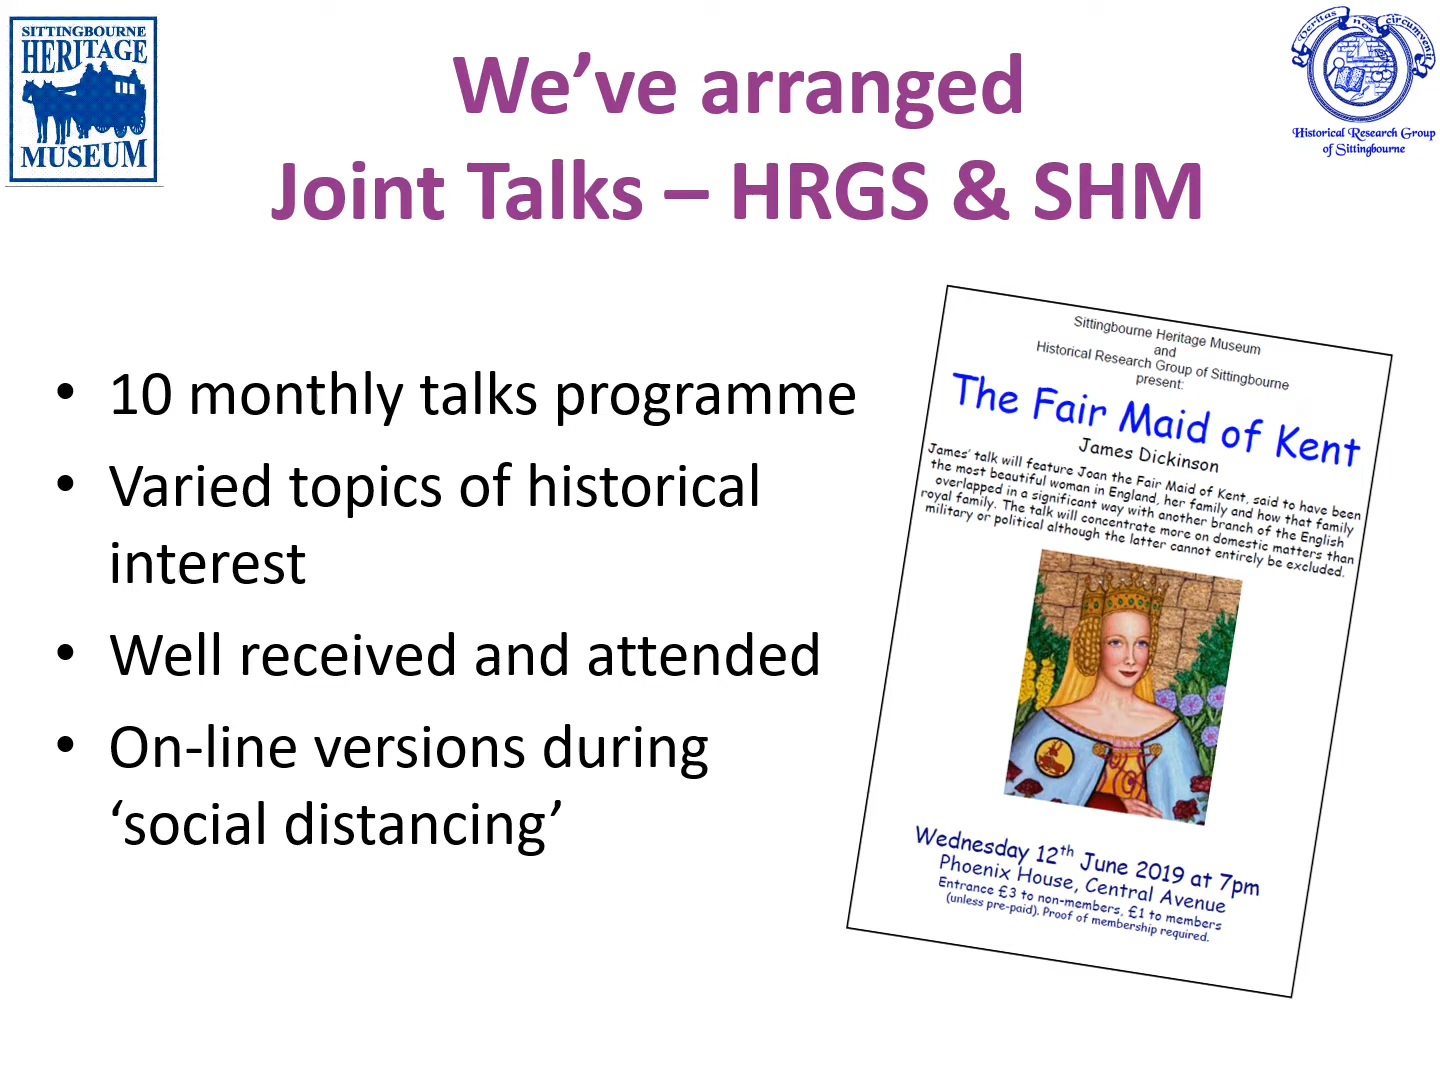 SITTINGBOURNE
HERITAGE
MUSEUM
We’ve arranged
Joint Talks – HRGS & SHM
Veritas nos circumvenit
Historical Research Group
of Sittingbourne
• 10 monthly talks programme
• Varied topics of historical
interest
• Well received and attended
• On-line versions during
‘social distancing’
Sittingbourne Heritage Museum
and
Historical Research Group of Sittingbourne
present:
The Fair Maid of Kent
James Dickinson
James’ talk will feature Joan the Fair Maid of Kent, said to have been
the most beautiful woman in England, her family and how that family
overlapped in a significant way with another branch of the English
royal family. The talk will concentrate more on domestic matters than
military or political although the latter cannot entirely be excluded.
Wednesday 12th June 2019 at 7pm
Phoenix House, Central Avenue
Entrance £3 to non-members, £1 to members
(unless pre-paid). Proof of membership required.